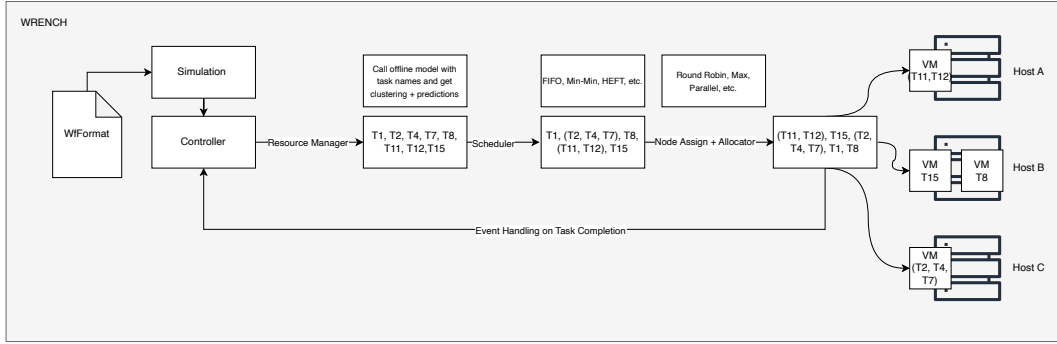 WRENCH
WfFormat
Simulation
Controller
Resource Manager
Call offline model with
task names and get
clustering + predictions
T1, T2, T4, T7, T8,
T11, T12,T15
Scheduler
FIFO, Min-Min, HEFT, etc.
T1, (T2, T4, T7), T8,
(T11, T12), T15
Node Assign + Allocator
Round Robin, Max,
Parallel, etc.
(T11, T12), T15, (T2,
T4, T7), T1, T8
Event Handling on Task Completion
VM
(T11,T12)
Host A
VM
T15
VM
T8
Host B
VM
(T2, T4,
T7)
Host C